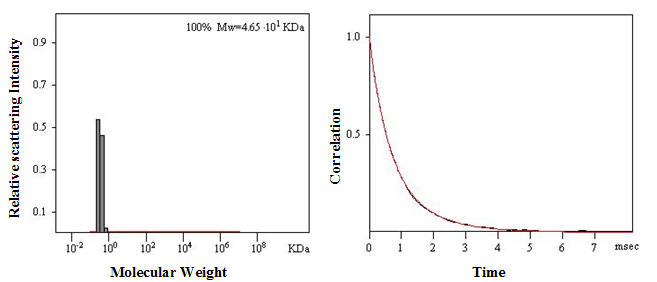 Relative scattering Intensity
100% Mw=4.65 ·10¹ KDa
0.9
0.7
0.5
0.3
0.1
10⁻² 10⁰ 10² 10⁴ 10⁶ 10⁸ KDa
Molecular Weight
Correlation
1.0
0.5
0 1 2 3 4 5 6 7 msec
Time